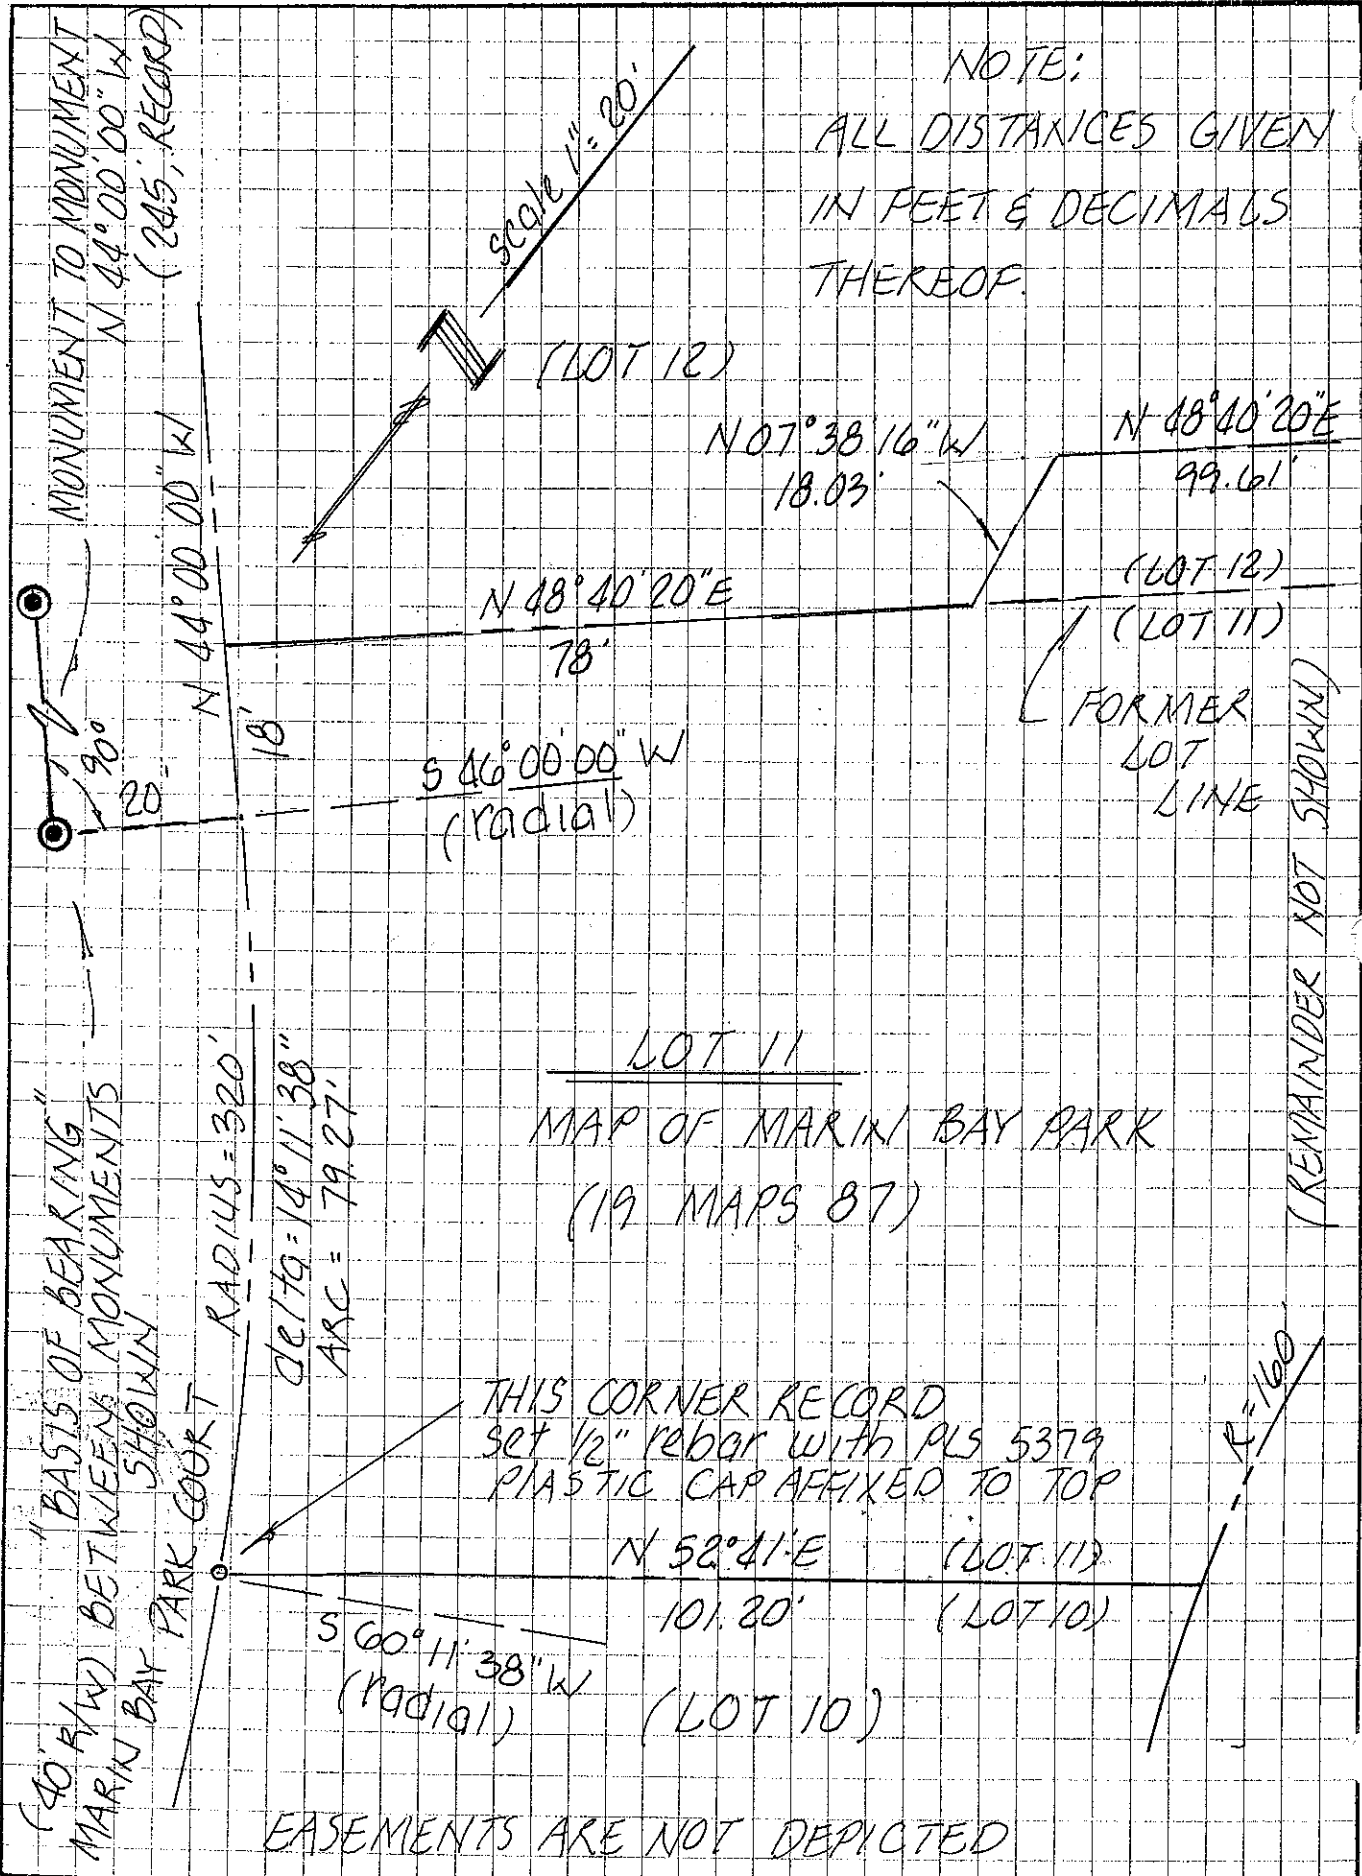 MONUMENT TO MONUMENT
N 44° 00' 00" W
(245', RECORD)
scale 1" = 20'
NOTE:
ALL DISTANCES GIVEN
IN FEET & DECIMALS
THEREOF.
(LOT 12)
N 07° 38' 16" W
18.03'
N 48° 40' 20" E
99.61'
N 44° 00' 00" W
N 48° 40' 20" E
78'
(LOT 12)
(LOT 11)
FORMER
LOT
LINE
90°
20'
18'
S 46° 00' 00" W
(radial)
(REMAINDER NOT SHOWN)
"BASIS OF BEARING"
BETWEEN MONUMENTS
SHOWN
(40' R/W)
MARIN BAY PARK COURT
RADIUS = 320'
delta = 14° 11' 38"
ARC = 79.27'
LOT 11
MAP OF MARIN BAY PARK
(19 MAPS 87)
THIS CORNER RECORD
set 1/2" rebar with PLS 5379
PLASTIC CAP AFFIXED TO TOP
R=160
N 52° 41' E
(LOT 11)
101.20'
(LOT 10)
S 60° 11' 38" W
(radial)
(LOT 10)
EASEMENTS ARE NOT DEPICTED